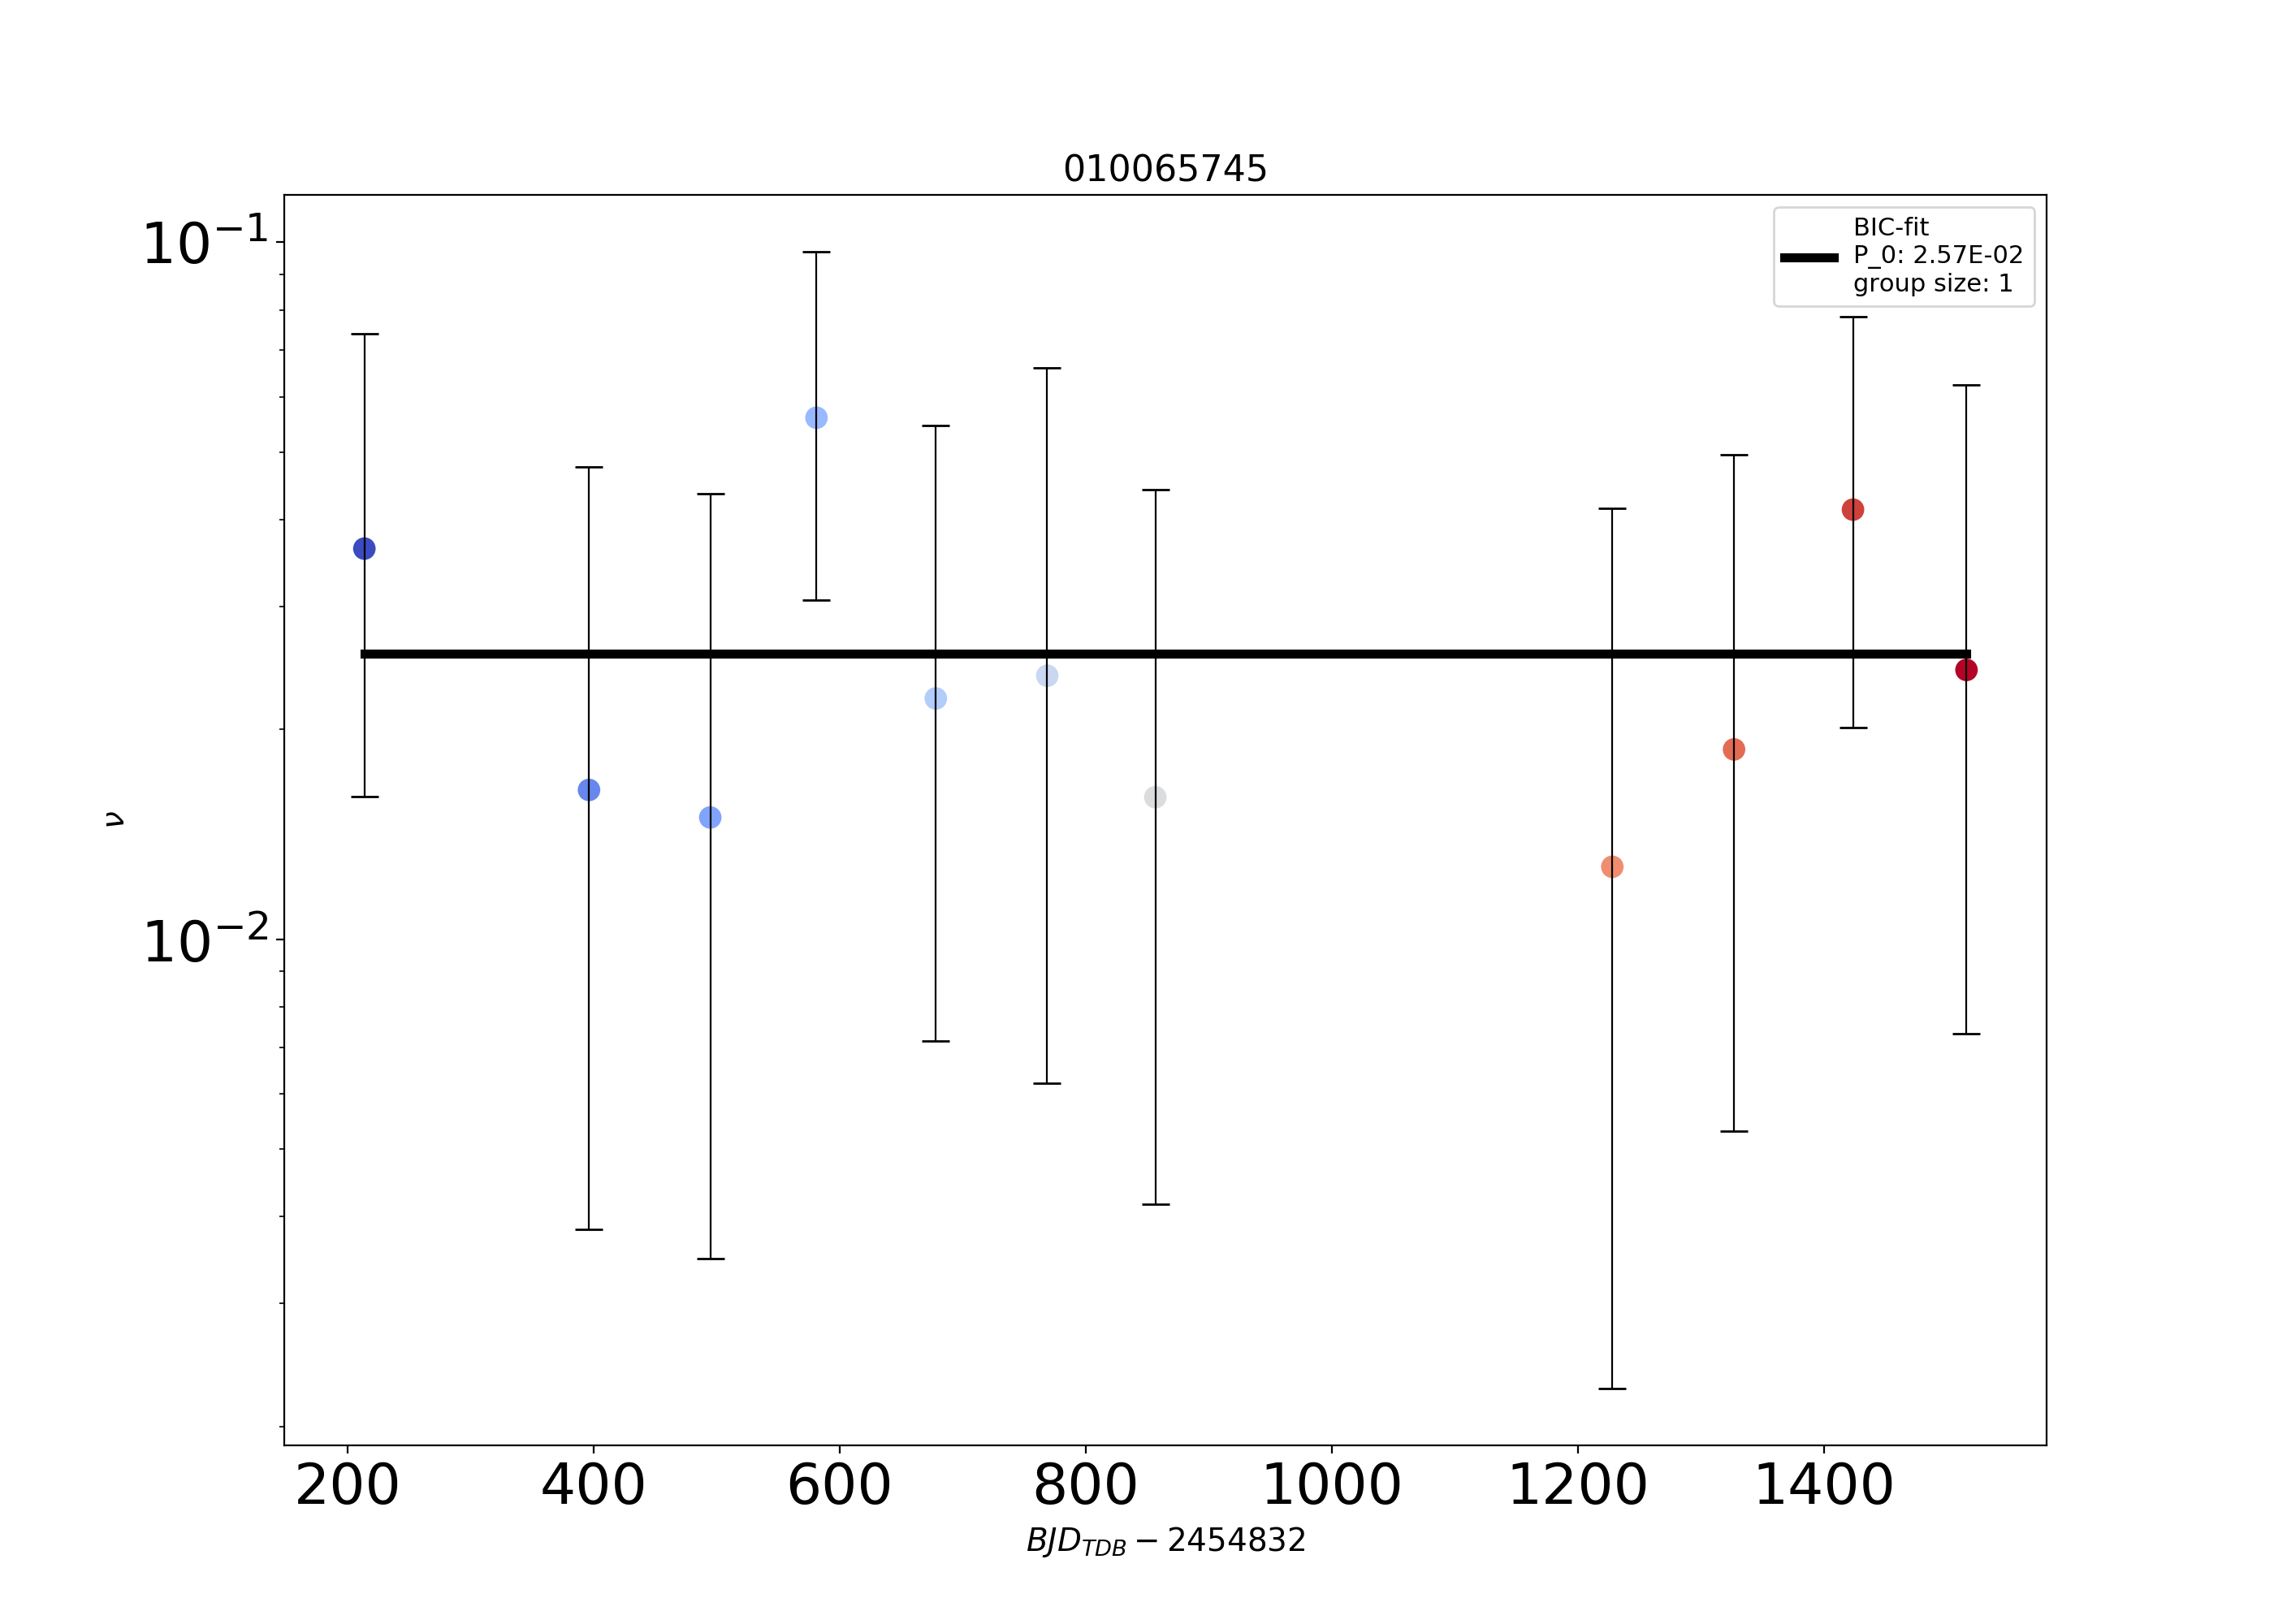 010065745
10⁻¹
BIC-fit
P_0: 2.57E-02
group size: 1
ν
10⁻²
200 400 600 800 1000 1200 1400
BJD_TDB − 2454832